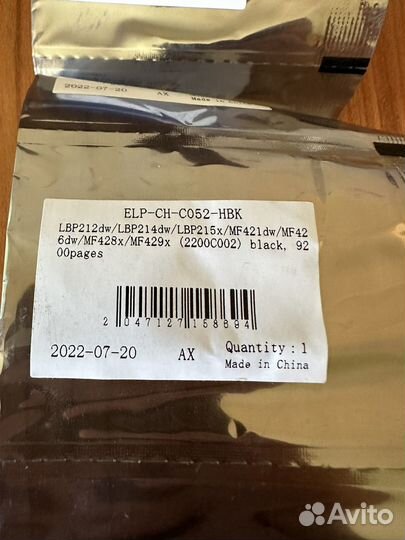 2022-07-20 AX Made in
ELP-CH-C052-HBK
LBP212dw/LBP214dw/LBP215x/MF421dw/MF42
6dw/MF428x/MF429x (2200C002) black, 92
00pages
2 047127 158694
2022-07-20 AX Quantity : 1
Made in China
Avito